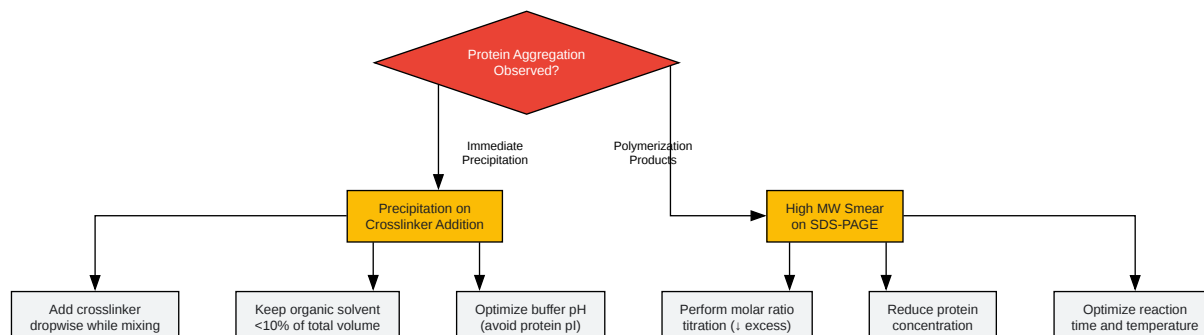 Protein Aggregation
Observed?
Immediate
Precipitation
Polymerization
Products
Precipitation on
Crosslinker Addition
High MW Smear
on SDS-PAGE
Add crosslinker
dropwise while mixing
Keep organic solvent
<10% of total volume
Optimize buffer pH
(avoid protein pI)
Perform molar ratio
titration (↓ excess)
Reduce protein
concentration
Optimize reaction
time and temperature